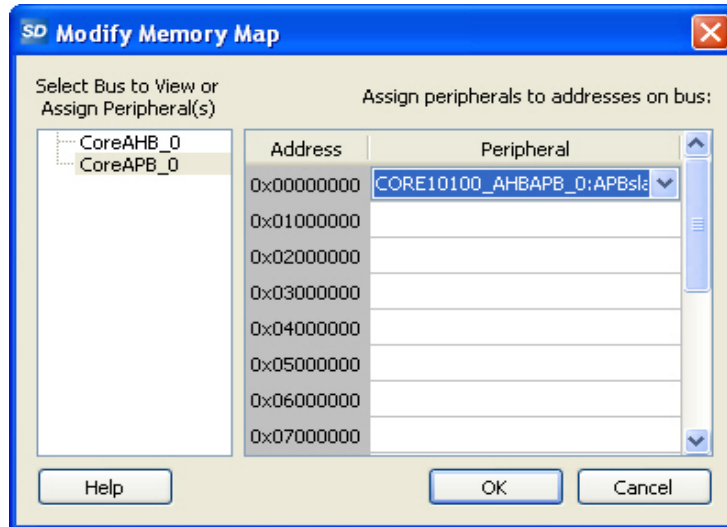 SD Modify Memory Map
Select Bus to View or
Assign Peripheral(s)
Assign peripherals to addresses on bus:
CoreAHB_0
CoreAPB_0
Address Peripheral
0x00000000 CORE10100_AHBAPB_0:APBsla
0x01000000
0x02000000
0x03000000
0x04000000
0x05000000
0x06000000
0x07000000
Help OK Cancel